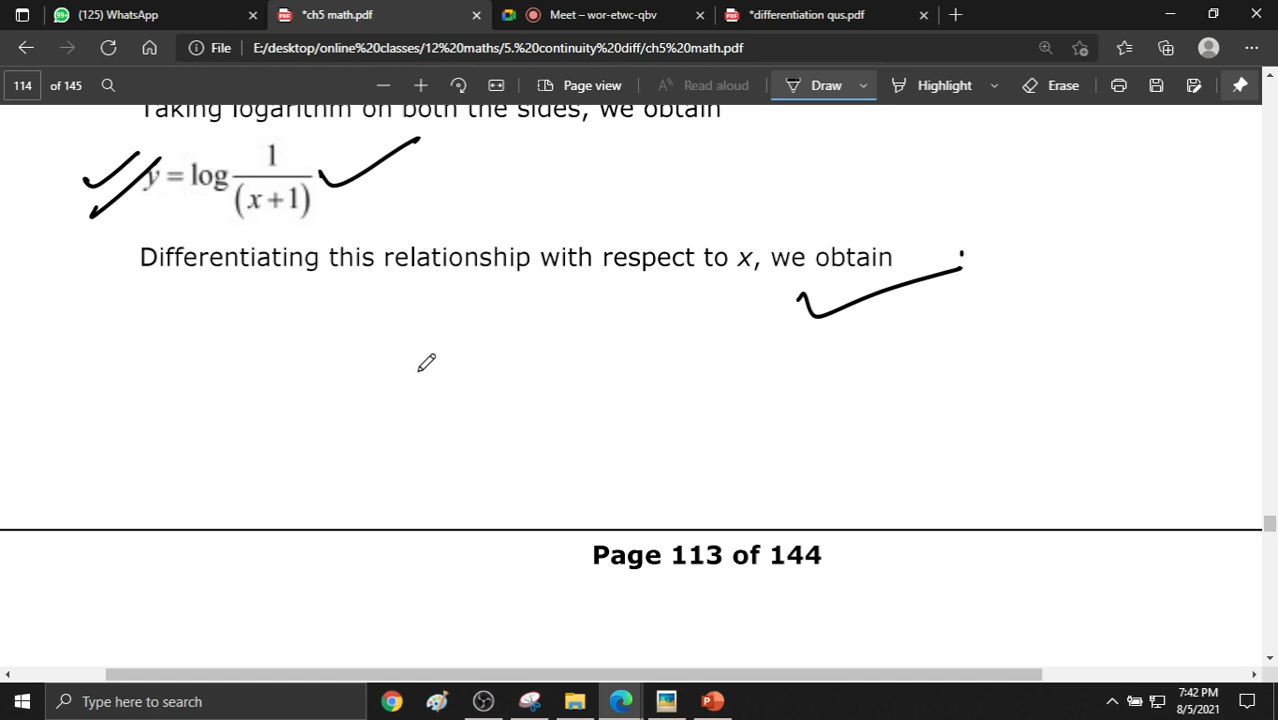 (125) WhatsApp
*ch5 math.pdf
Meet – wor-etwc-qbv
*differentiation qus.pdf
File
E:/desktop/online%20classes/12%20maths/5.%20continuity%20diff/ch5%20math.pdf
114 of 145
Page view
Read aloud
Draw
Highlight
Erase
Taking logarithm on both the sides, we obtain
y = log 1/(x+1)
Differentiating this relationship with respect to x, we obtain
Page 113 of 144
Type here to search
7:42 PM
8/5/2021